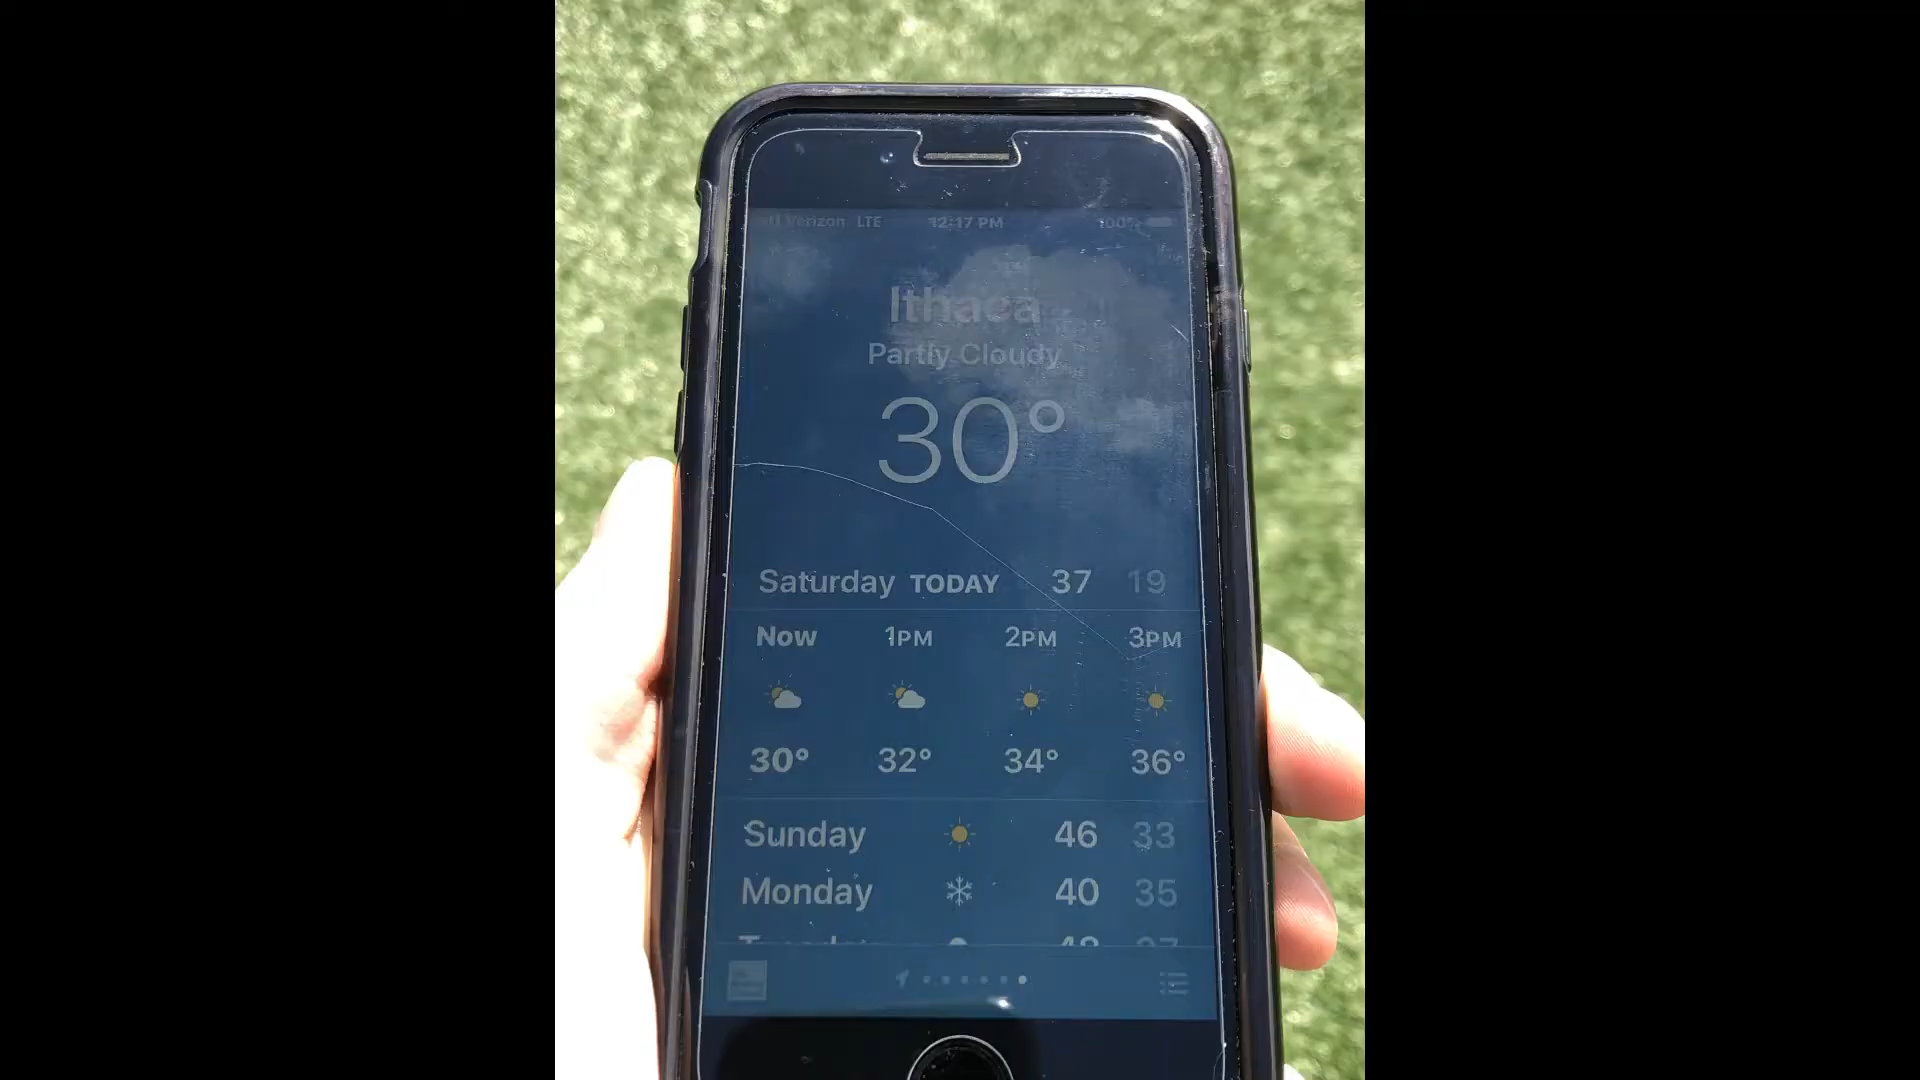 Verizon LTE 12:17 PM 100%
Ithaca
Partly Cloudy
30°
Saturday TODAY 37 19
Now 1PM 2PM 3PM
30° 32° 34° 36°
Sunday 46 33
Monday 40 35